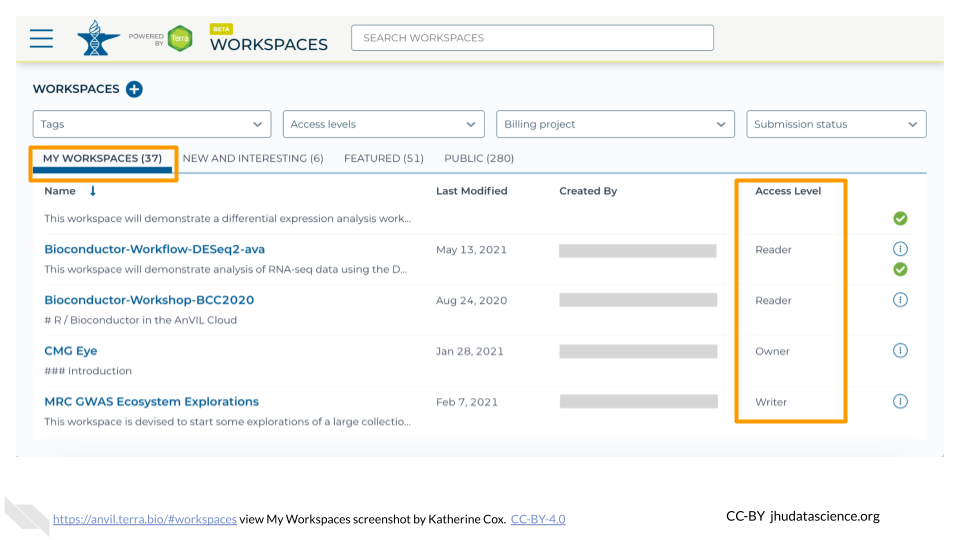 POWERED BY
Terra
BETA
WORKSPACES
SEARCH WORKSPACES
WORKSPACES
Tags
Access levels
Billing project
Submission status
MY WORKSPACES (37) NEW AND INTERESTING (6) FEATURED (51) PUBLIC (280)
Name Last Modified Created By Access Level
This workspace will demonstrate a differential expression analysis work...
Bioconductor-Workflow-DESeq2-ava May 13, 2021 Reader
This workspace will demonstrate analysis of RNA-seq data using the D...
Bioconductor-Workshop-BCC2020 Aug 24, 2020 Reader
# R / Bioconductor in the AnVIL Cloud
CMG Eye Jan 28, 2021 Owner
### Introduction
MRC GWAS Ecosystem Explorations Feb 7, 2021 Writer
This workspace is devised to start some explorations of a large collectio...
https://anvil.terra.bio/#workspaces view My Workspaces screenshot by Katherine Cox. CC-BY-4.0
CC-BY jhudatascience.org